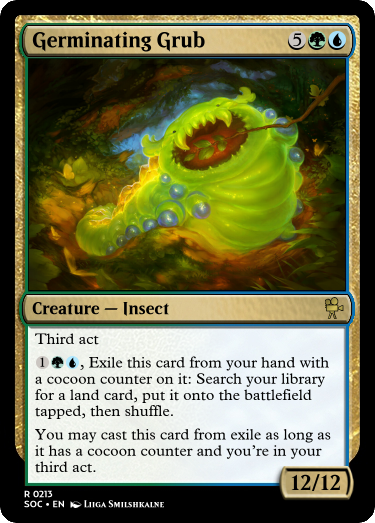 Germinating Grub 5
Creature — Insect
Third act
1, Exile this card from your hand with
a cocoon counter on it: Search your library
for a land card, put it onto the battlefield
tapped, then shuffle.
You may cast this card from exile as long as
it has a cocoon counter and you're in your
third act.
12/12
R 0213
SOC • EN Liiga Smilshkalne